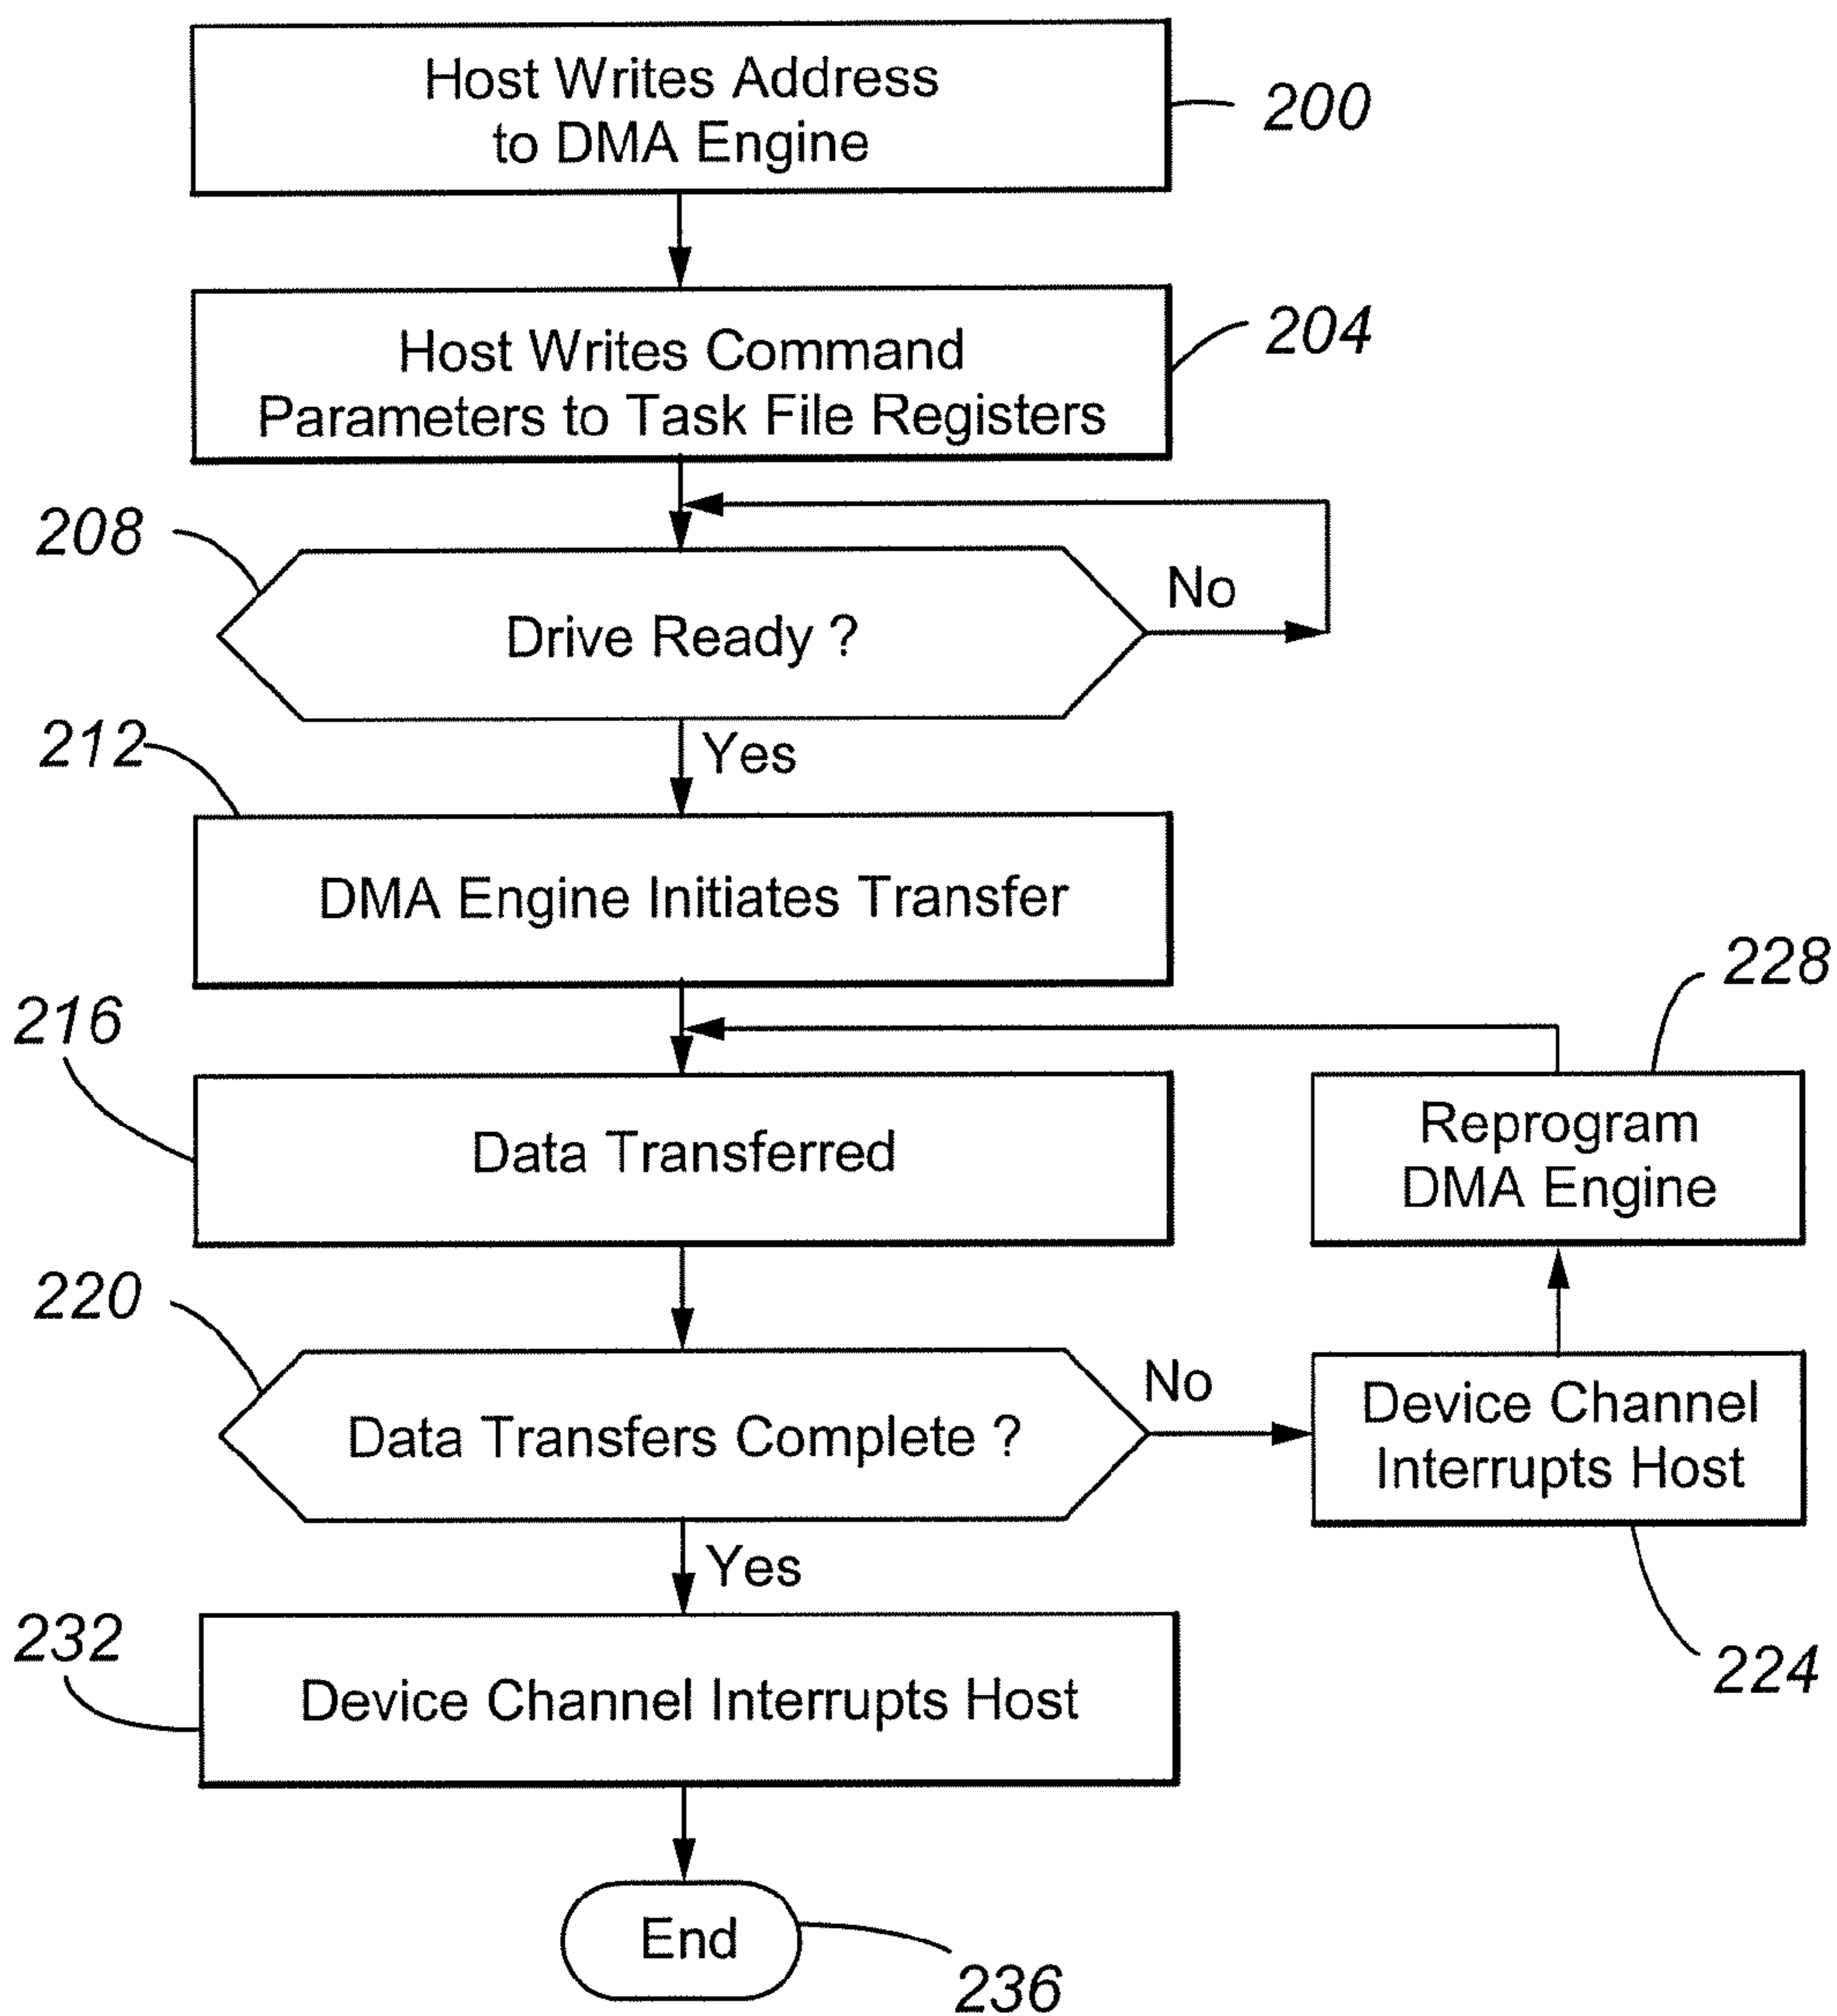 Host Writes Address
to DMA Engine
200
Host Writes Command
Parameters to Task File Registers
204
208
Drive Ready ?
No
Yes
212
DMA Engine Initiates Transfer
216
Data Transferred
228
Reprogram
DMA Engine
220
Data Transfers Complete ?
No
Device Channel
Interrupts Host
224
Yes
232
Device Channel Interrupts Host
End
236